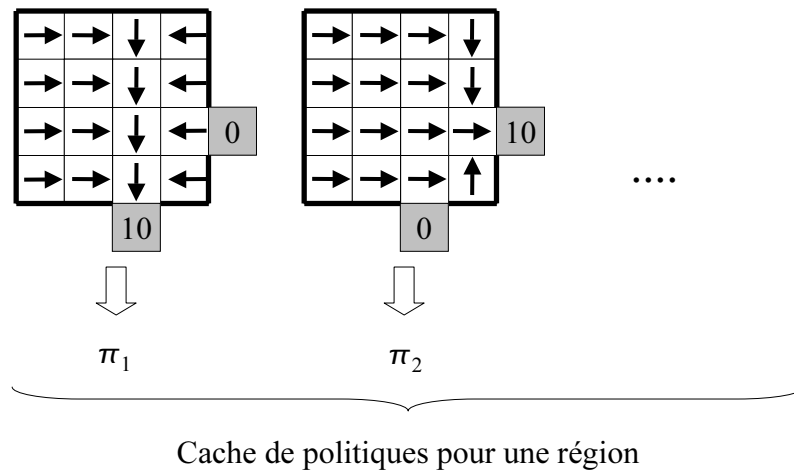 0 10
....
10 0
π1 π2
Cache de politiques pour une région